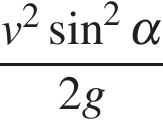 v² sin² α
2g